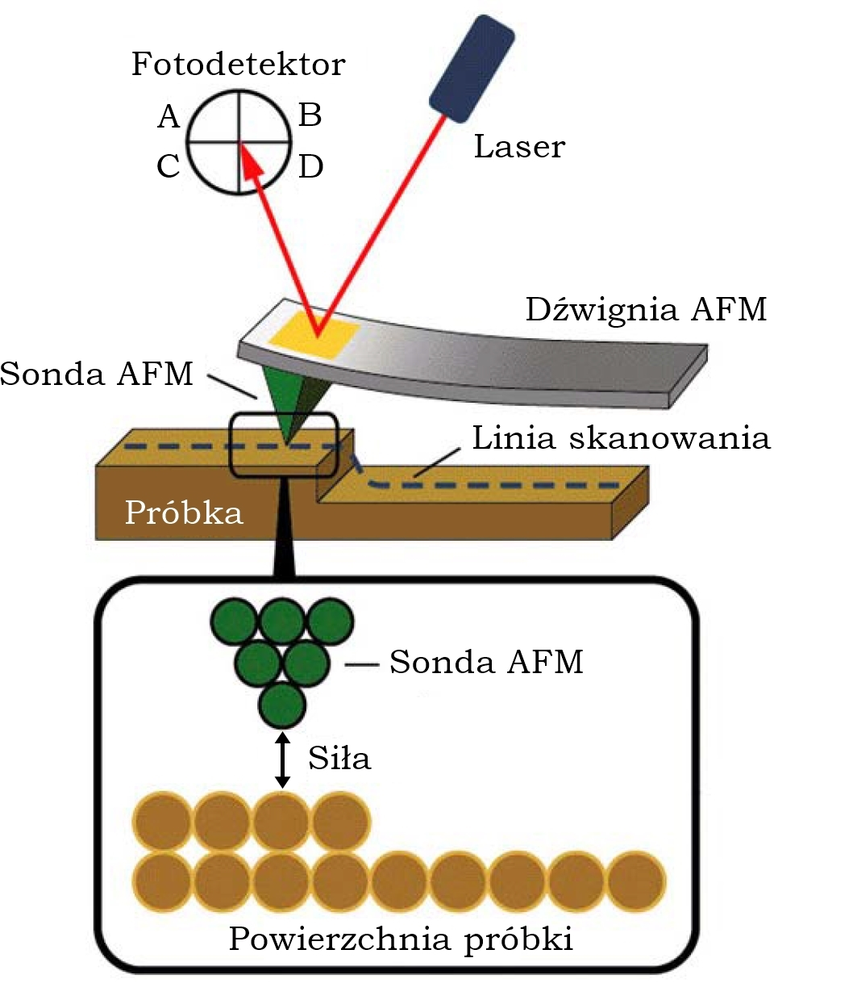 Fotodetektor
A
B
C
D
Laser
Dźwignia AFM
Sonda AFM
Linia skanowania
Próbka
Sonda AFM
Siła
Powierzchnia próbki